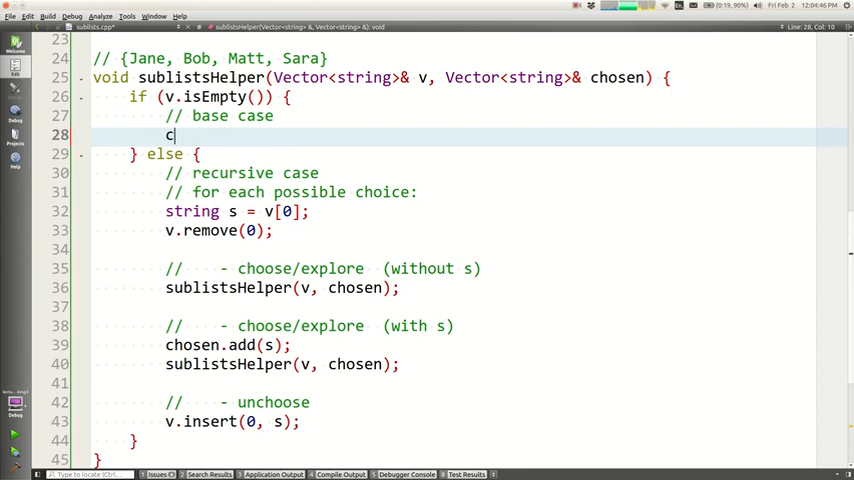 File Edit Build Debug Analyze Tools Window Help
(0:19, 90%) Fri Feb 2 12:04:46 PM
sublists.cpp* sublistsHelper(Vector<string> &, Vector<string> &): void Line: 28, Col: 10
23
24 // {Jane, Bob, Matt, Sara}
25 void sublistsHelper(Vector<string>& v, Vector<string>& chosen) {
26 if (v.isEmpty()) {
27 // base case
28 c
29 } else {
30 // recursive case
31 // for each possible choice:
32 string s = v[0];
33 v.remove(0);
34
35 // - choose/explore (without s)
36 sublistsHelper(v, chosen);
37
38 // - choose/explore (with s)
39 chosen.add(s);
40 sublistsHelper(v, chosen);
41
42 // - unchoose
43 v.insert(0, s);
44 }
45 }
Welcome
Edit
Debug
Projects
Help
Debug
Type to locate (Ctrl+...) 1 Issues 2 Search Results 3 Application Output 4 Compile Output 5 Debugger Console 8 Test Results